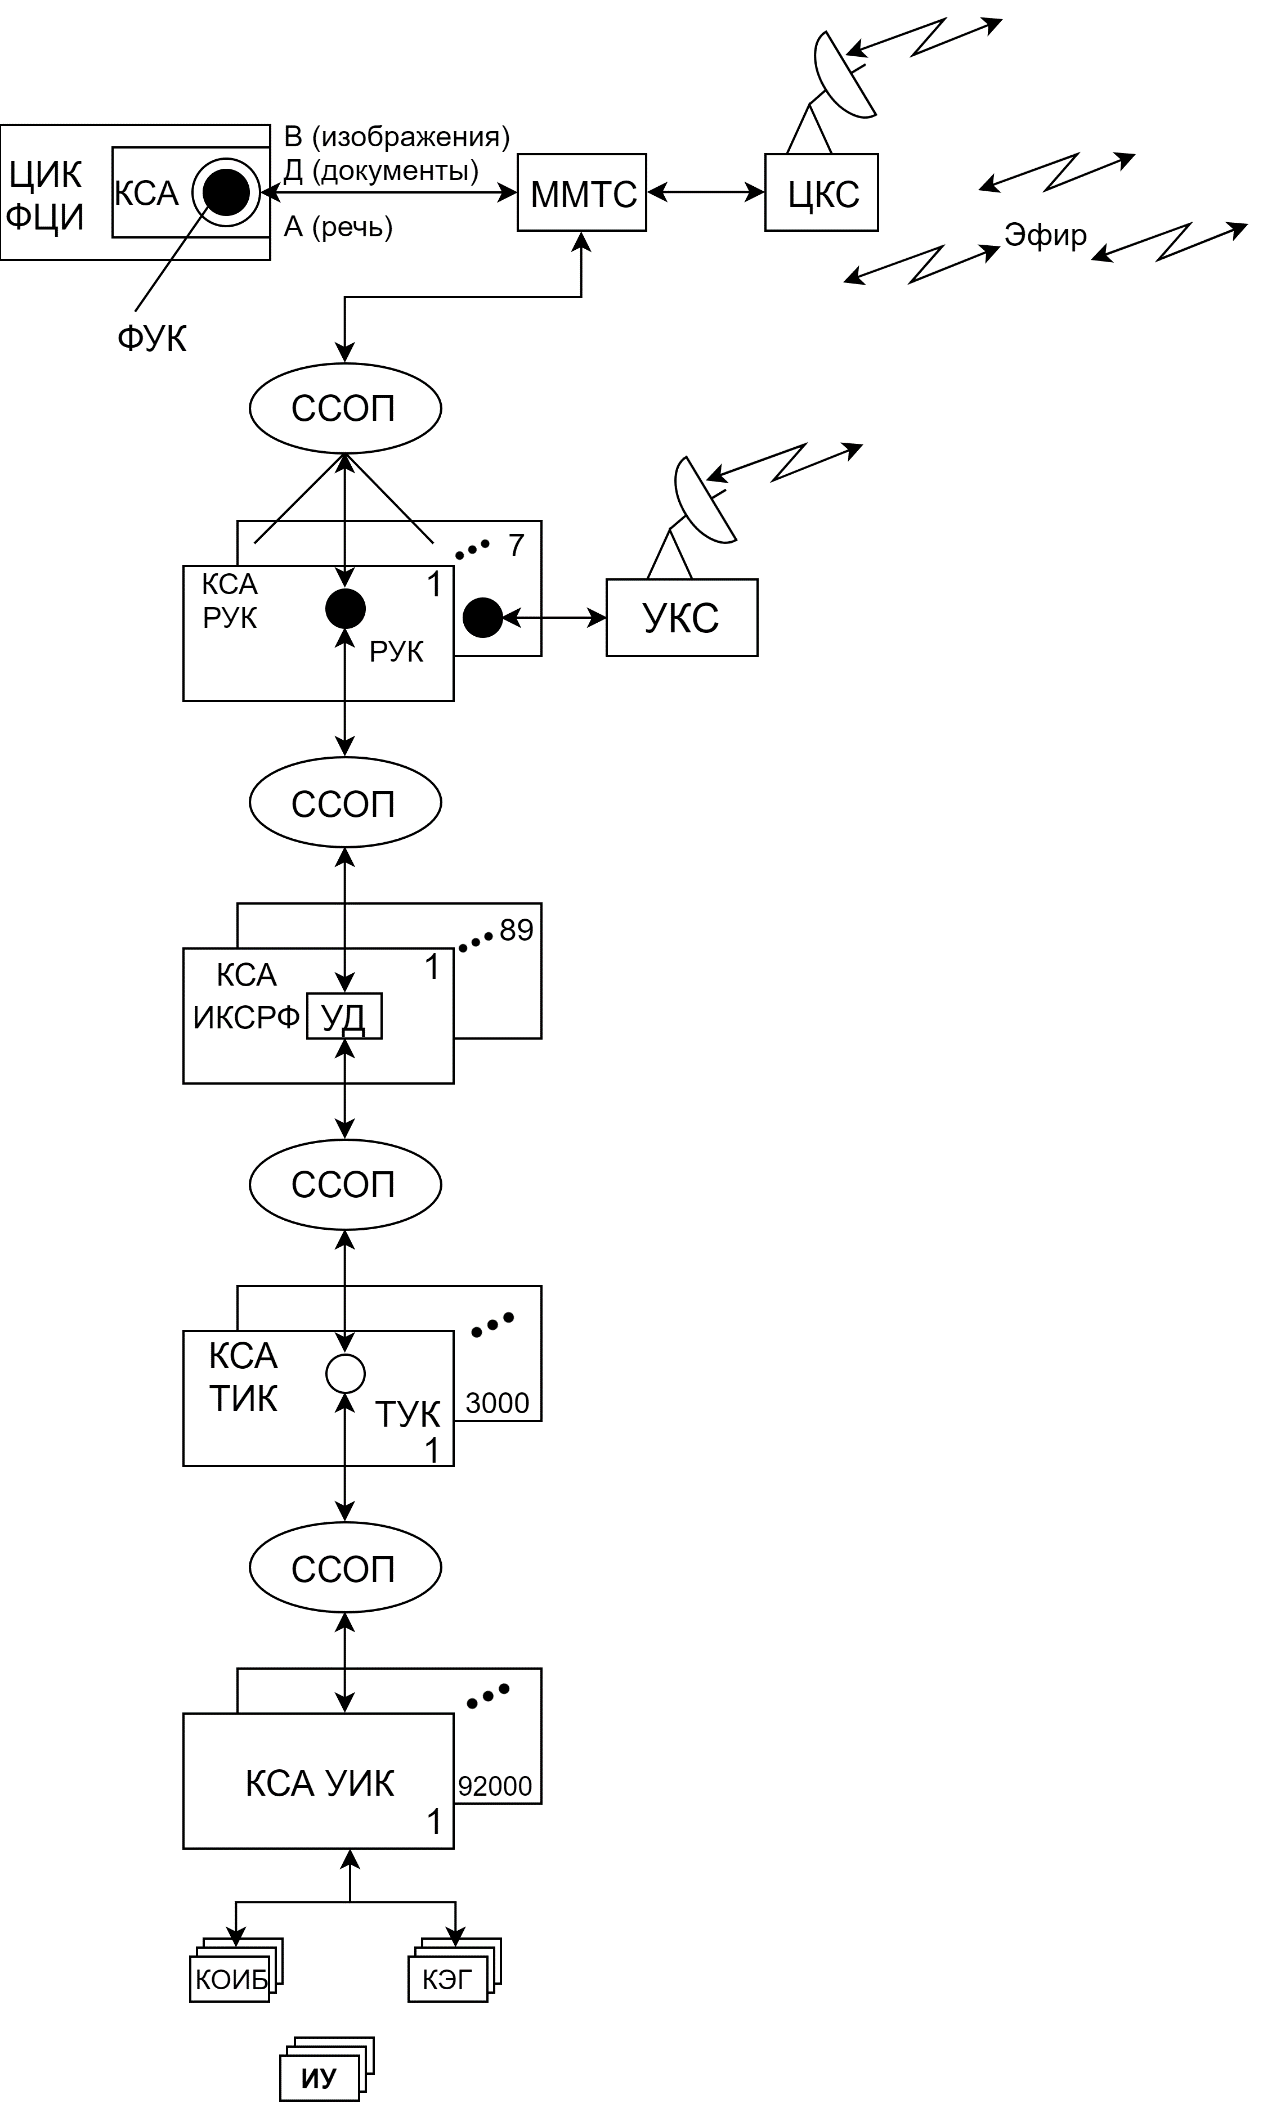 В (изображения)
Д (документы)
А (речь)
ЦИК
ФЦИ
КСА
ММТС
ЦКС
Эфир
ФУК
ССОП
7
1
КСА
РУК
РУК
УКС
ССОП
89
1
КСА
ИКСРФ
УД
ССОП
КСА
ТИК
3000
ТУК
1
ССОП
КСА УИК
92000
1
КОИБ
КЭГ
ИУ